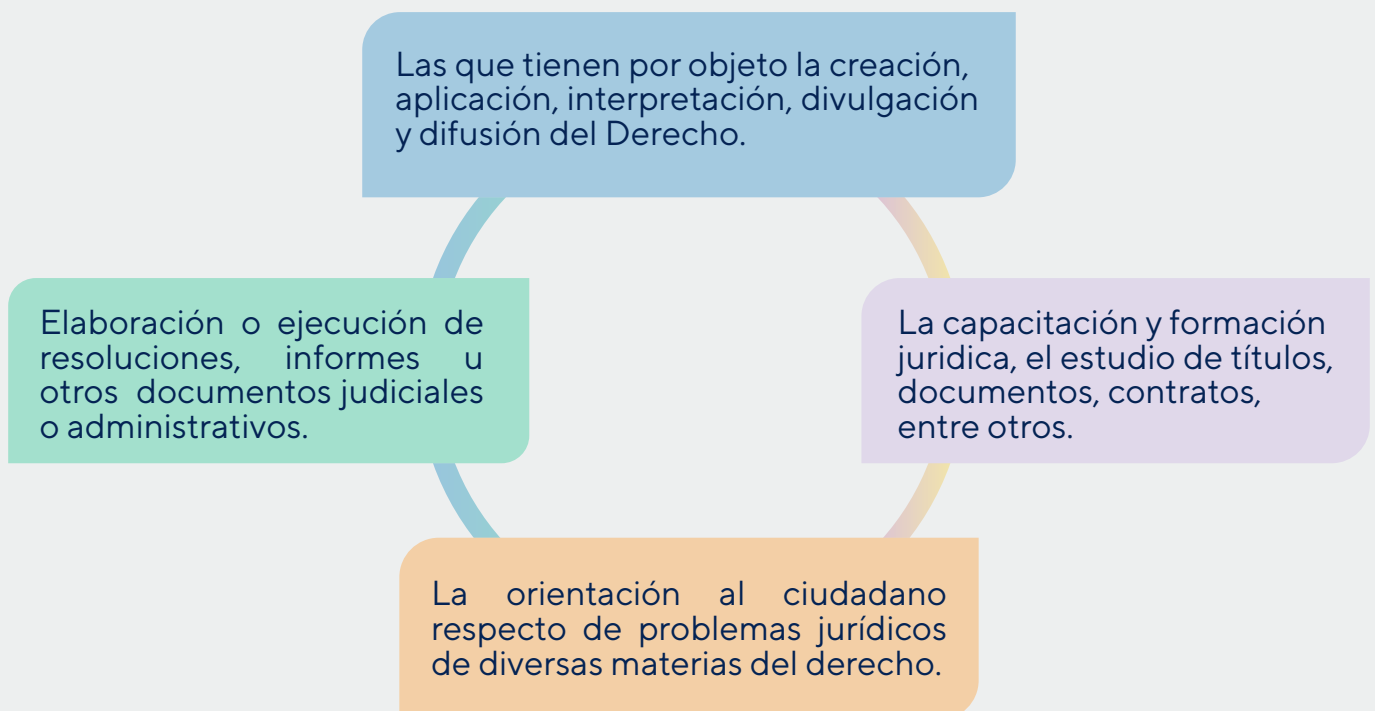 Las que tienen por objeto la creación,
aplicación, interpretación, divulgación
y difusión del Derecho.
Elaboración o ejecución de
resoluciones, informes u
otros documentos judiciales
o administrativos.
La capacitación y formación
juridica, el estudio de títulos,
documentos, contratos,
entre otros.
La orientación al ciudadano
respecto de problemas jurídicos
de diversas materias del derecho.